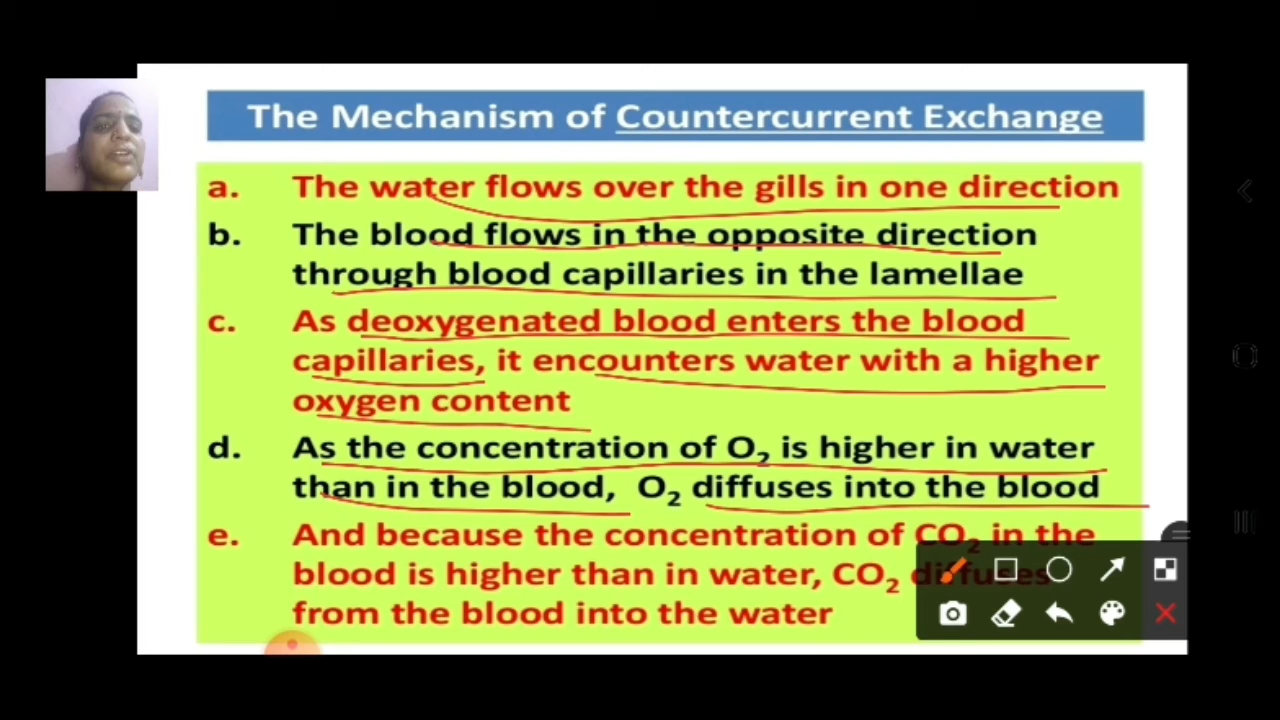 The Mechanism of Countercurrent Exchange
a. The water flows over the gills in one direction
b. The blood flows in the opposite direction
through blood capillaries in the lamellae
c. As deoxygenated blood enters the blood
capillaries, it encounters water with a higher
oxygen content
d. As the concentration of O₂ is higher in water
than in the blood, O₂ diffuses into the blood
e. And because the concentration of CO₂ in the
blood is higher than in water, CO₂ diffuses
from the blood into the water